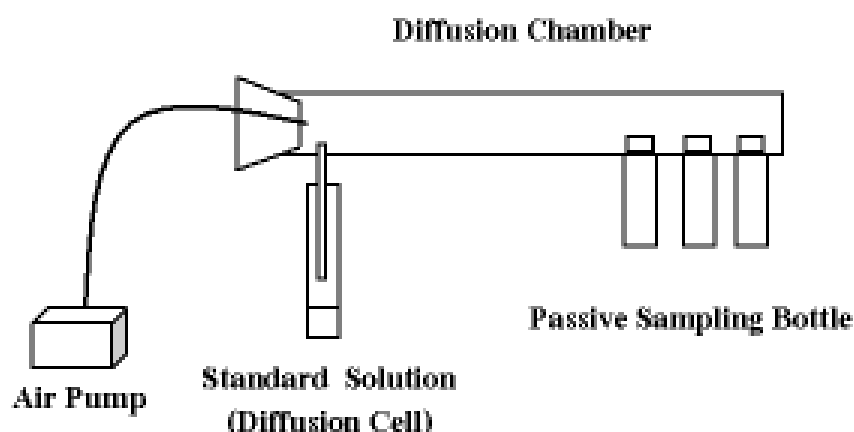 Diffusion Chamber
Passive Sampling Bottle
Standard Solution
(Diffusion Cell)
Air Pump